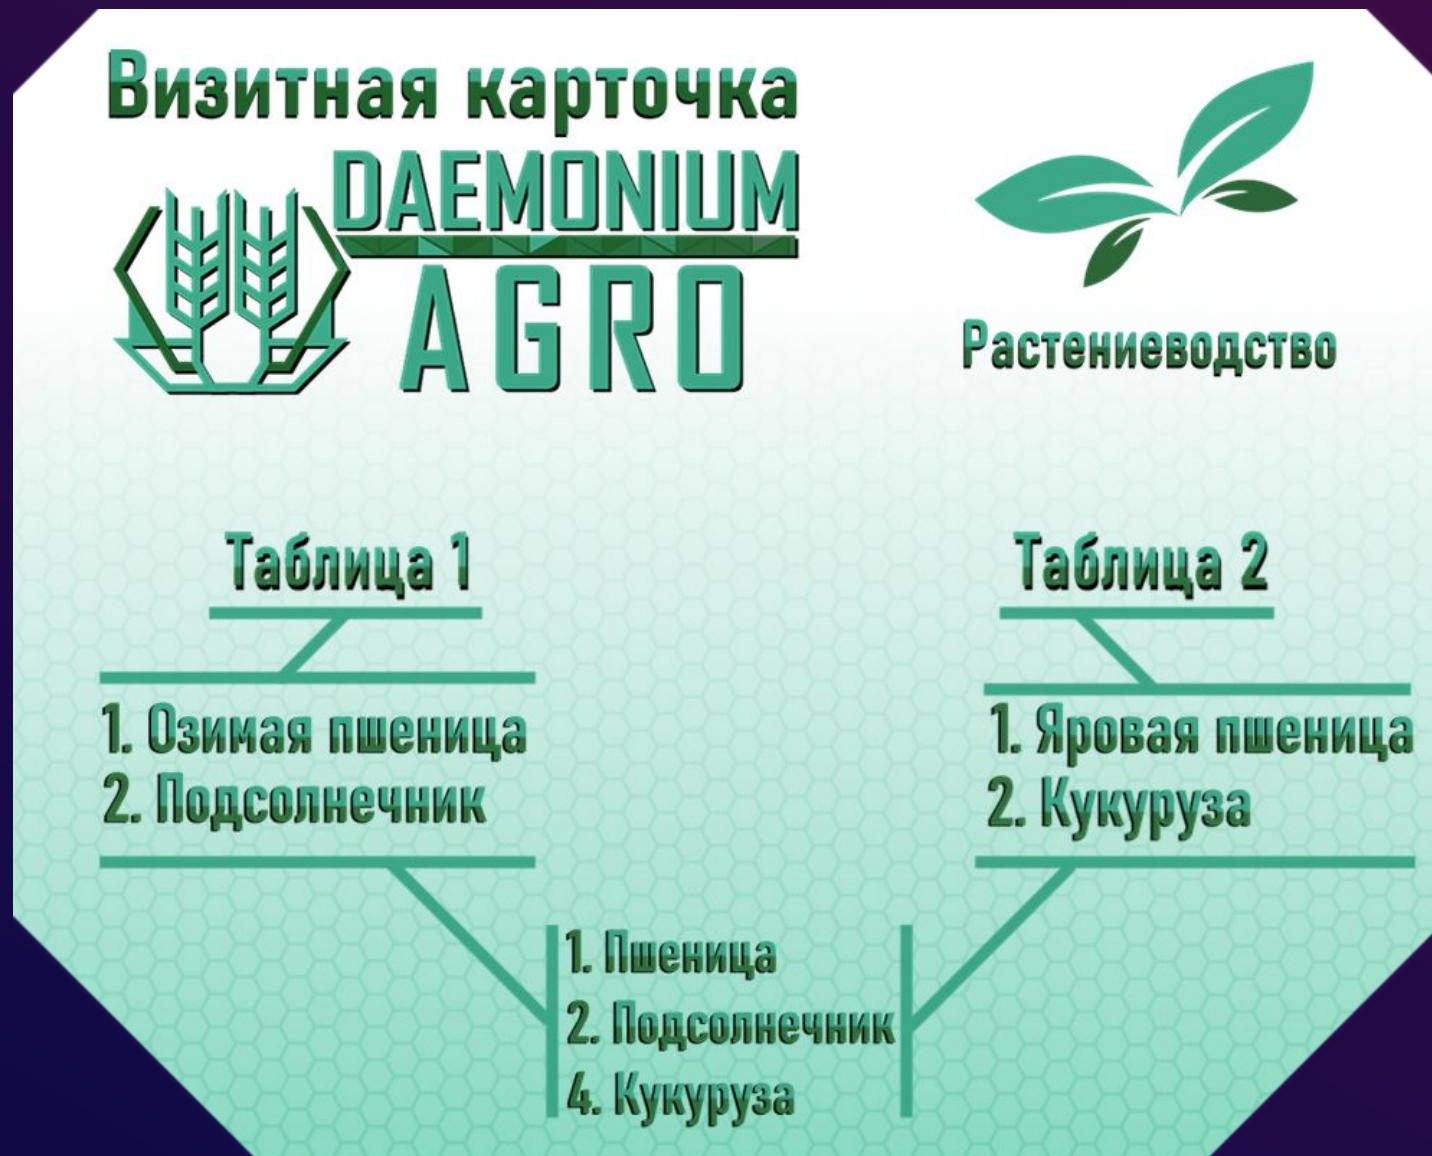 Визитная карточка
DAEMONIUM
AGRO
Растениеводство
Таблица 1
1. Озимая пшеница
2. Подсолнечник
Таблица 2
1. Яровая пшеница
2. Кукуруза
1. Пшеница
2. Подсолнечник
4. Кукуруза